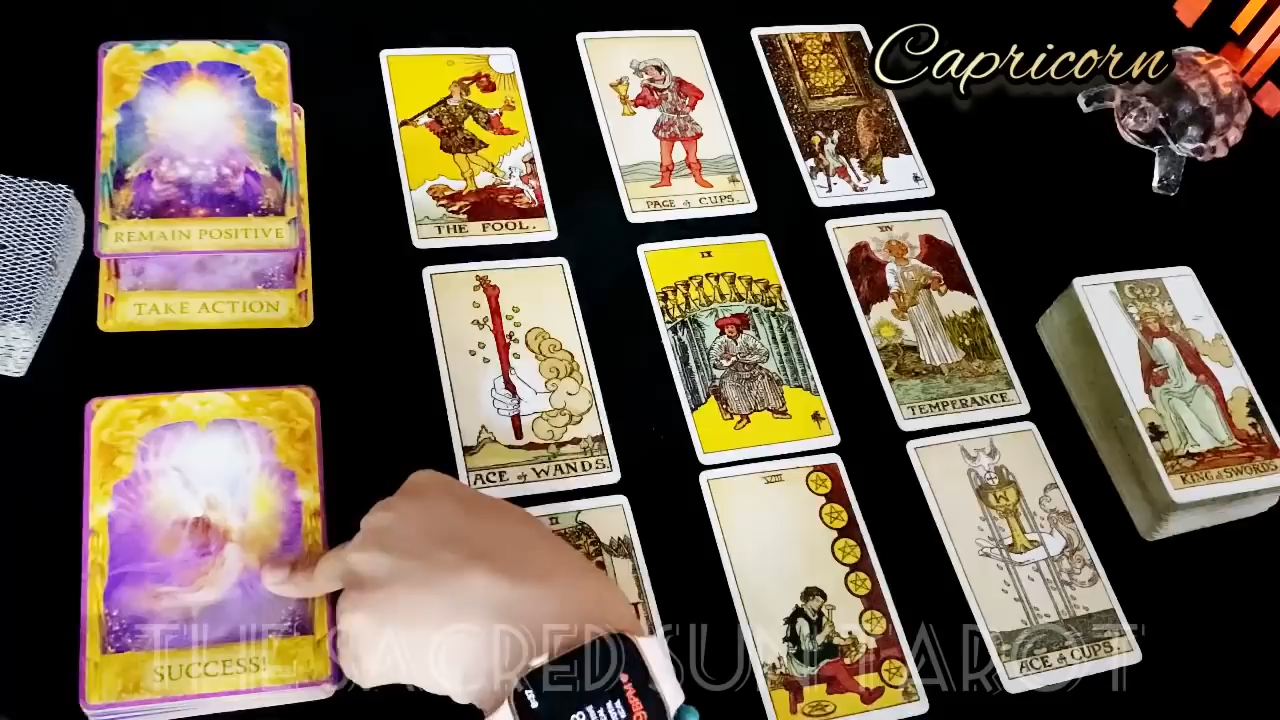 Capricorn
REMAIN POSITIVE
TAKE ACTION
SUCCESS!
THE FOOL.
PAGE of CUPS.
ACE of WANDS.
IX
XIV
TEMPERANCE.
II
VIII
ACE of CUPS.
KING of SWORDS
THE SACRED SUN TAROT